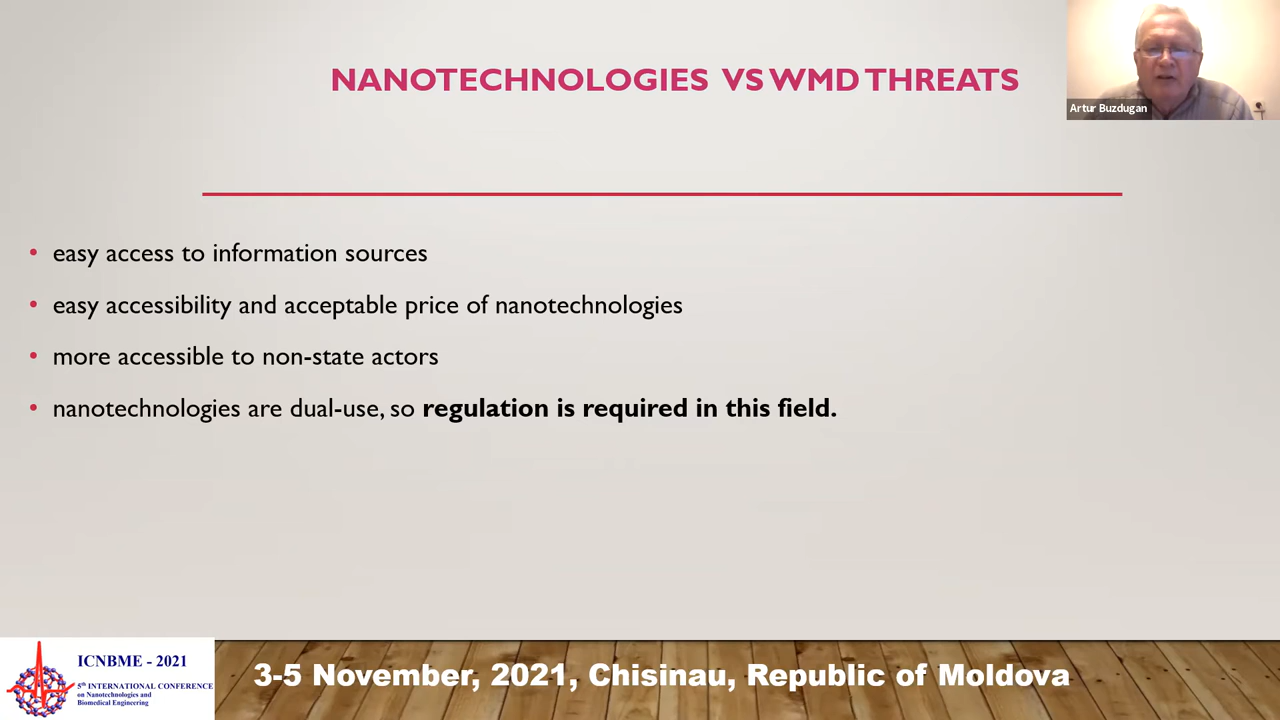 NANOTECHNOLOGIES VS WMD THREATS
Artur Buzdugan
• easy access to information sources
• easy accessibility and acceptable price of nanotechnologies
• more accessible to non-state actors
• nanotechnologies are dual-use, so regulation is required in this field.
ICNBME - 2021
5th INTERNATIONAL CONFERENCE
on Nanotechnologies and
Biomedical Engineering
3-5 November, 2021, Chisinau, Republic of Moldova